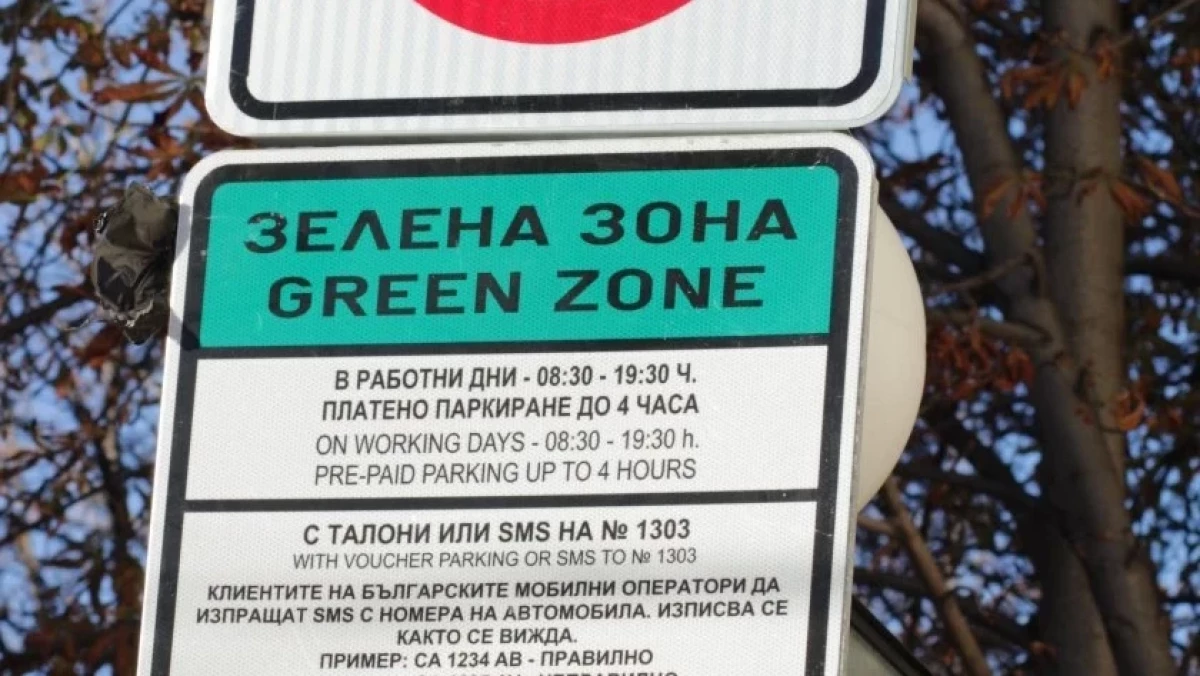 ЗЕЛЕНА ЗОНА
GREEN ZONE
В РАБОТНИ ДНИ - 08:30 - 19:30 Ч.
ПЛАТЕНО ПАРКИРАНЕ ДО 4 ЧАСА
ON WORKING DAYS - 08:30 - 19:30 h.
PRE-PAID PARKING UP TO 4 HOURS
С ТАЛОНИ ИЛИ SMS НА № 1303
WITH VOUCHER PARKING OR SMS TO № 1303
КЛИЕНТИТЕ НА БЪЛГАРСКИТЕ МОБИЛНИ ОПЕРАТОРИ ДА
ИЗПРАЩАТ SMS С НОМЕРА НА АВТОМОБИЛА. ИЗПИСВА СЕ
КАКТО СЕ ВИЖДА.
ПРИМЕР: СА 1234 АВ - ПРАВИЛНО